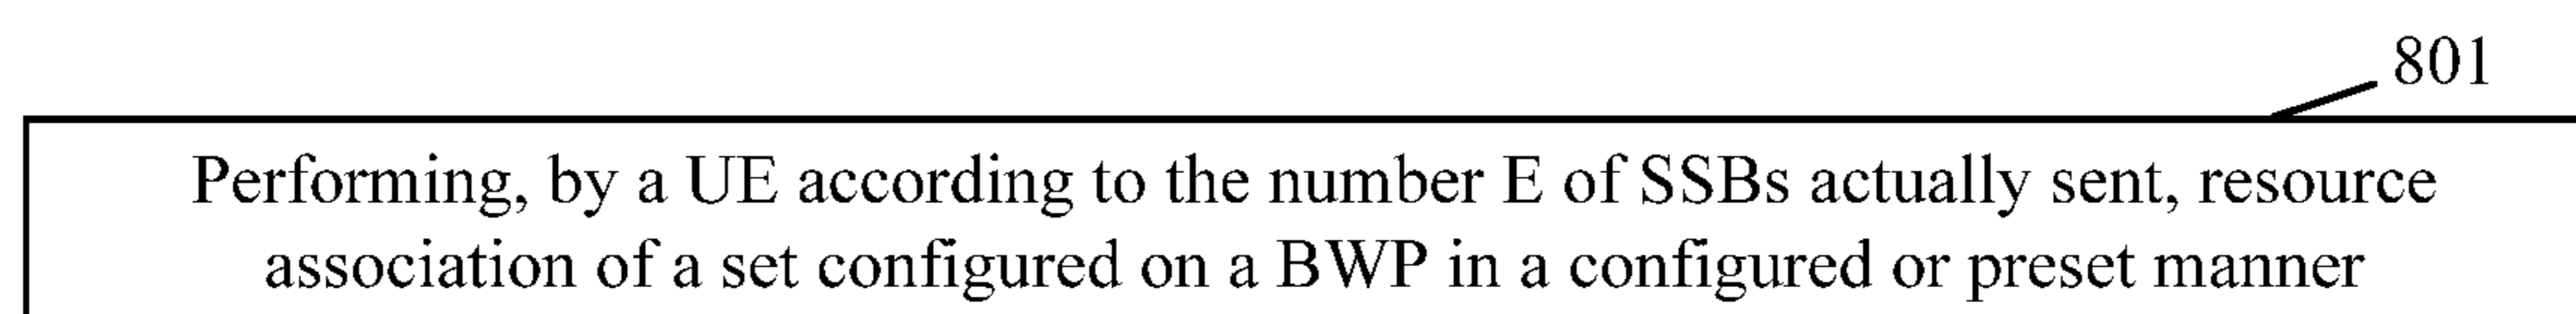 801
Performing, by a UE according to the number E of SSBs actually sent, resource
association of a set configured on a BWP in a configured or preset manner